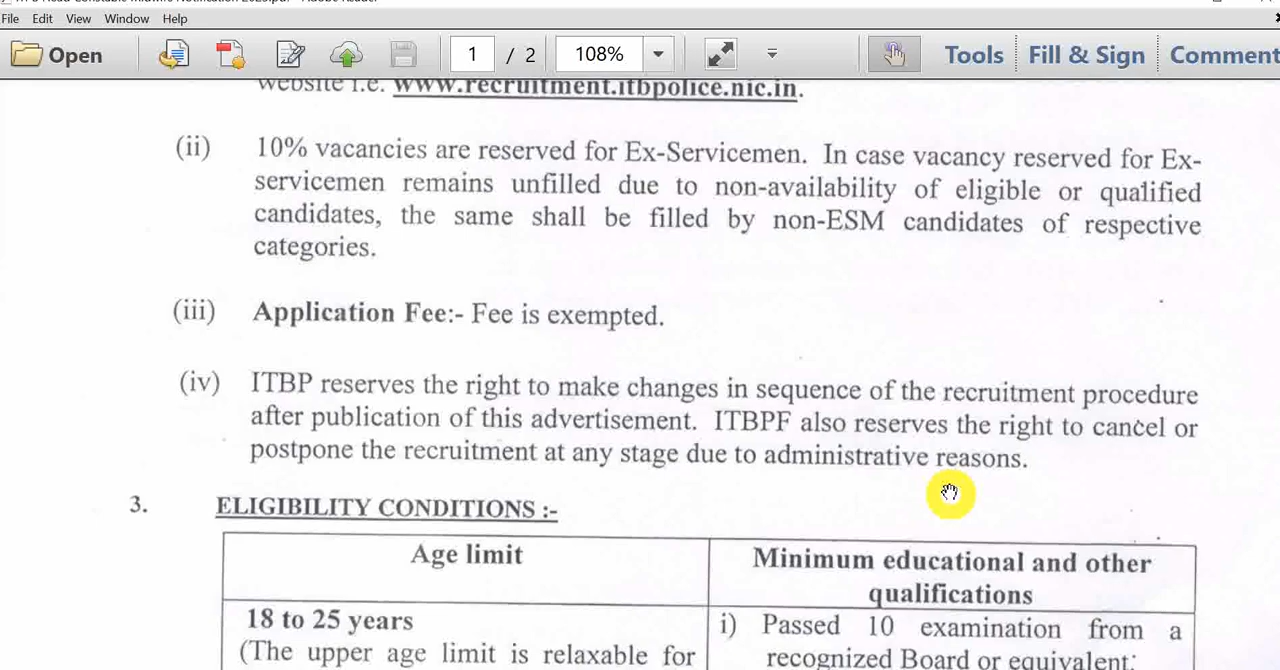 File Edit View Window Help
Open 1 / 2 108% Tools Fill & Sign Comment
website i.e. www.recruitment.itbpolice.nic.in.
(ii) 10% vacancies are reserved for Ex-Servicemen. In case vacancy reserved for Ex-
servicemen remains unfilled due to non-availability of eligible or qualified
candidates, the same shall be filled by non-ESM candidates of respective
categories.
(iii) Application Fee:- Fee is exempted.
(iv) ITBP reserves the right to make changes in sequence of the recruitment procedure
after publication of this advertisement. ITBPF also reserves the right to cancel or
postpone the recruitment at any stage due to administrative reasons.
3. ELIGIBILITY CONDITIONS :-
Age limit
18 to 25 years
(The upper age limit is relaxable for
Minimum educational and other
qualifications
i) Passed 10 examination from a
recognized Board or equivalent;